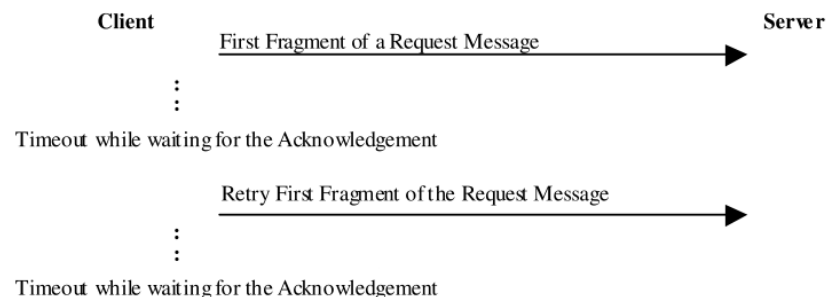 Client Server
First Fragment of a Request Message
:
:
Timeout while waiting for the Acknowledgement
Retry First Fragment of the Request Message
:
:
Timeout while waiting for the Acknowledgement